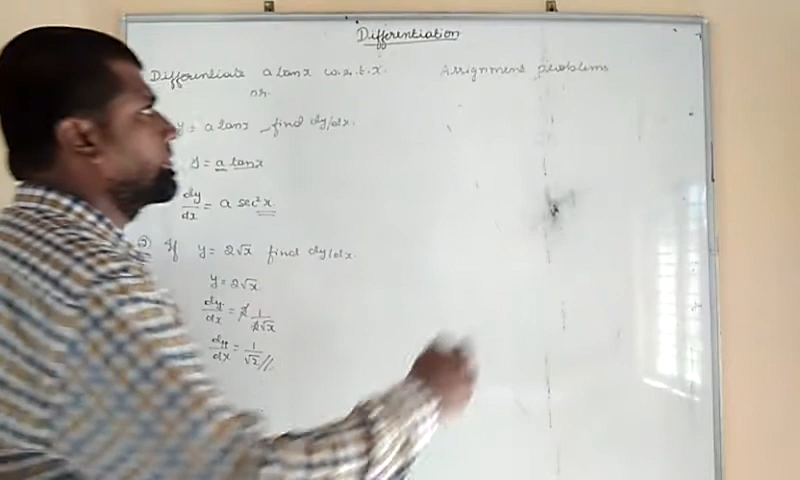 Differentiation
Differentiate a tanx w.r.t.x.
or
y = a tanx find dy/dx.
y = a tanx
dy/dx = a sec²x.
2) If y = 2√x find dy/dx.
y = 2√x
dy/dx = 2 1/2√x
dy/dx = 1/√x //
Assignment problems